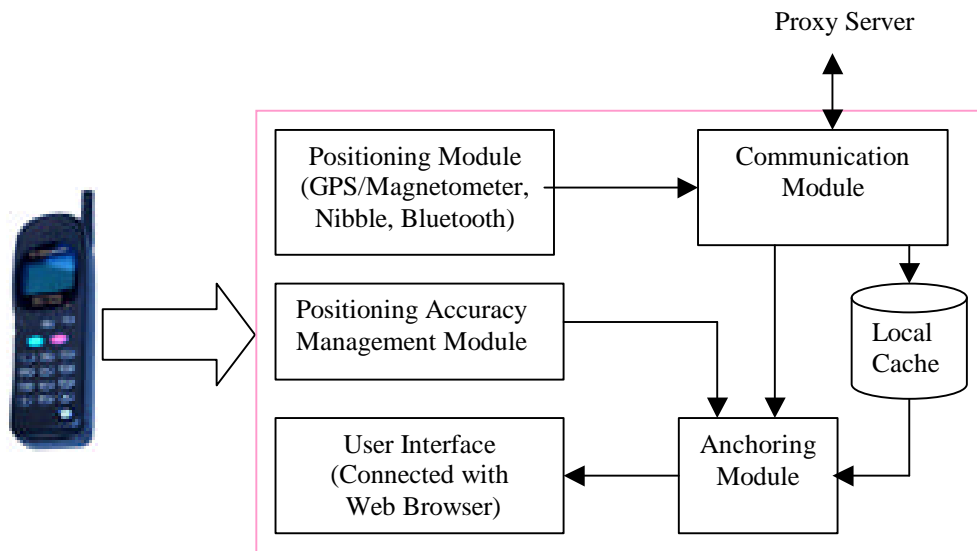 Proxy Server
Positioning Module
(GPS/Magnetometer,
Nibble, Bluetooth)
Communication
Module
Positioning Accuracy
Management Module
Local
Cache
User Interface
(Connected with
Web Browser)
Anchoring
Module